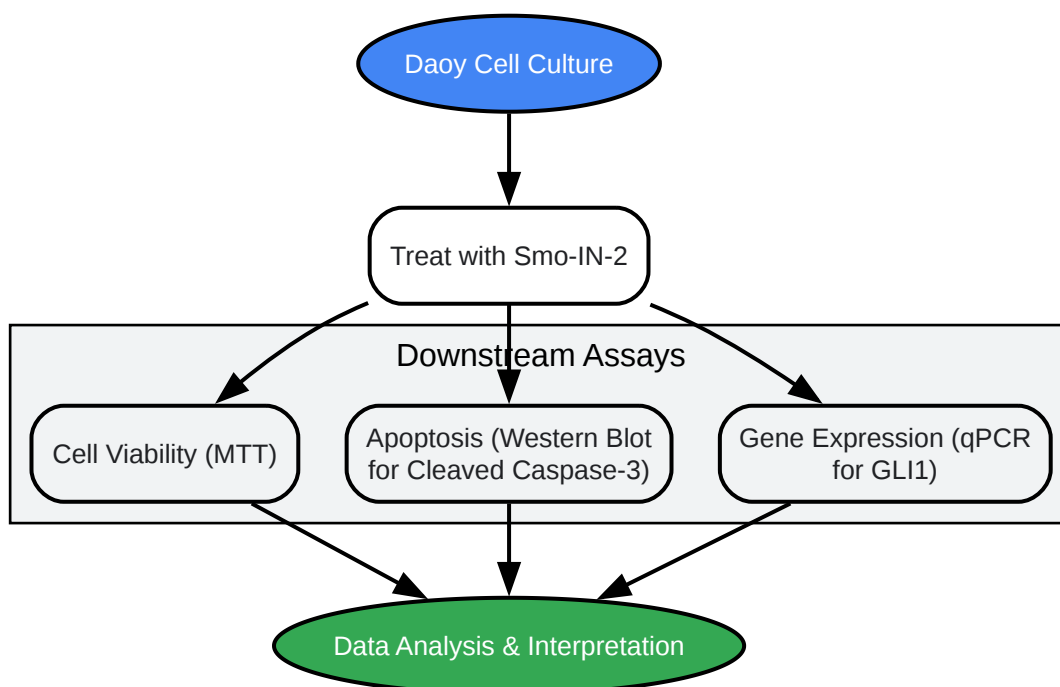 Daoy Cell Culture
Treat with Smo-IN-2
Downstream Assays
Cell Viability (MTT)
Apoptosis (Western Blot
for Cleaved Caspase-3)
Gene Expression (qPCR
for GLI1)
Data Analysis & Interpretation